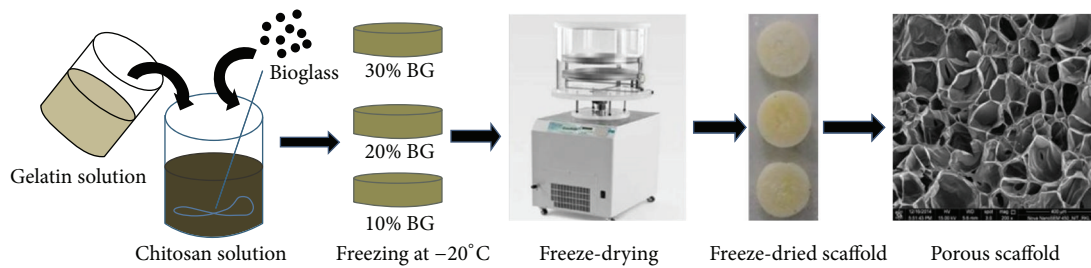 Bioglass
Gelatin solution
Chitosan solution
30% BG
20% BG
10% BG
Freezing at −20°C
Freeze-drying
Freeze-dried scaffold
Porous scaffold